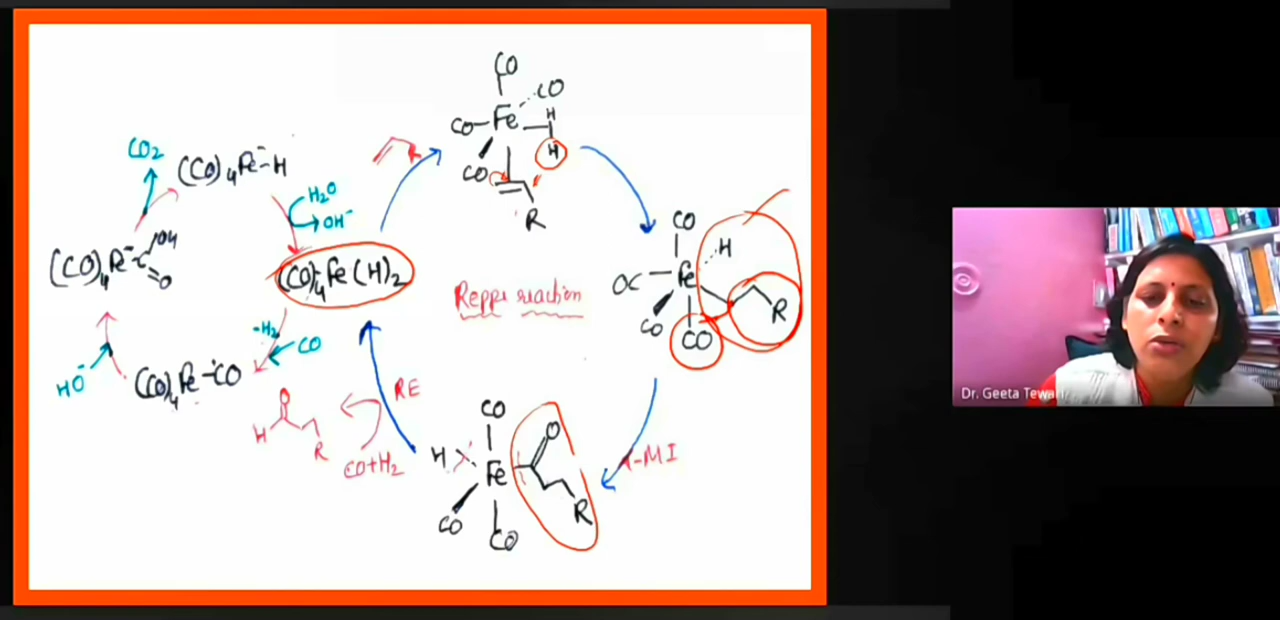 CO
CO
CO
Fe
H
H
CO
R
R
CO2
(CO)4Fe⁻-H
H2O
OH⁻
(CO)4Fe⁻-C
OH
O
(CO)4Fe(H)2
-H2
CO
HO⁻
(CO)4Fe-CO
Reppe reaction
CO
H
OC
Fe
CO
CO
R
1-MI
CO
O
H
Fe
R
CO
CO
RE
O
H
R
CO+H2
Dr. Geeta Tewari